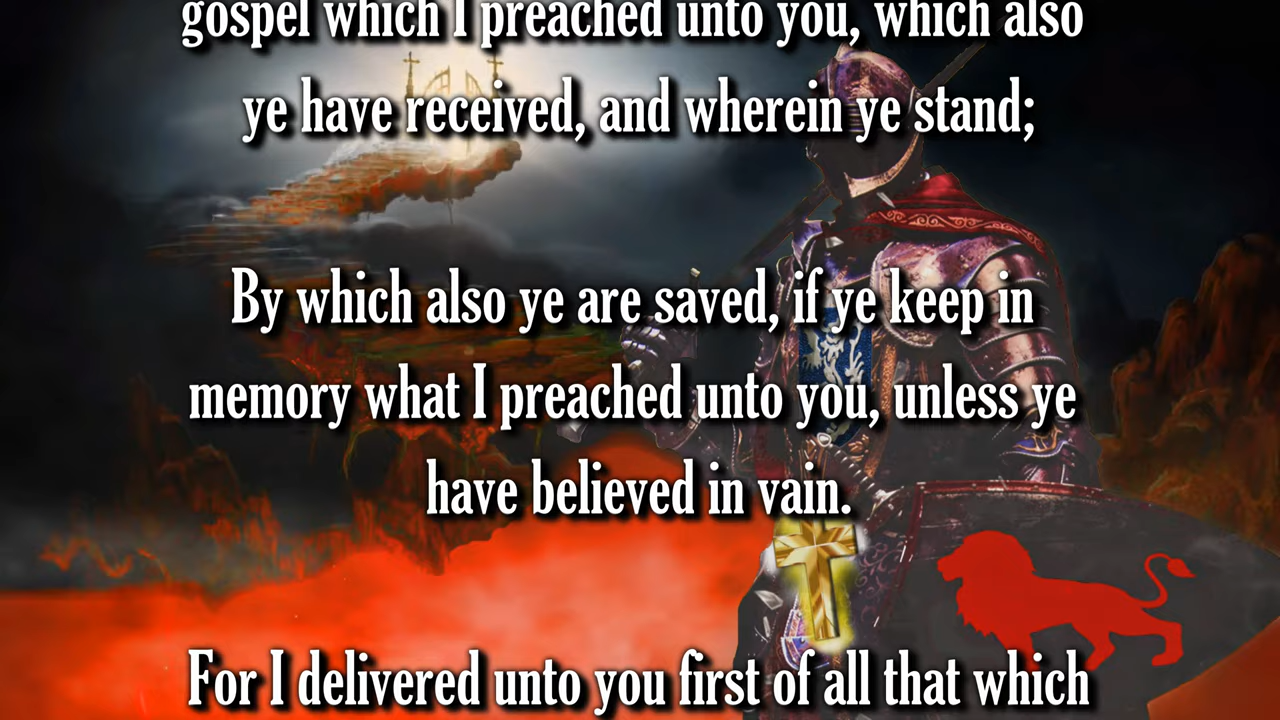 gospel which I preached unto you, which also
ye have received, and wherein ye stand;
By which also ye are saved, if ye keep in
memory what I preached unto you, unless ye
have believed in vain.
For I delivered unto you first of all that which